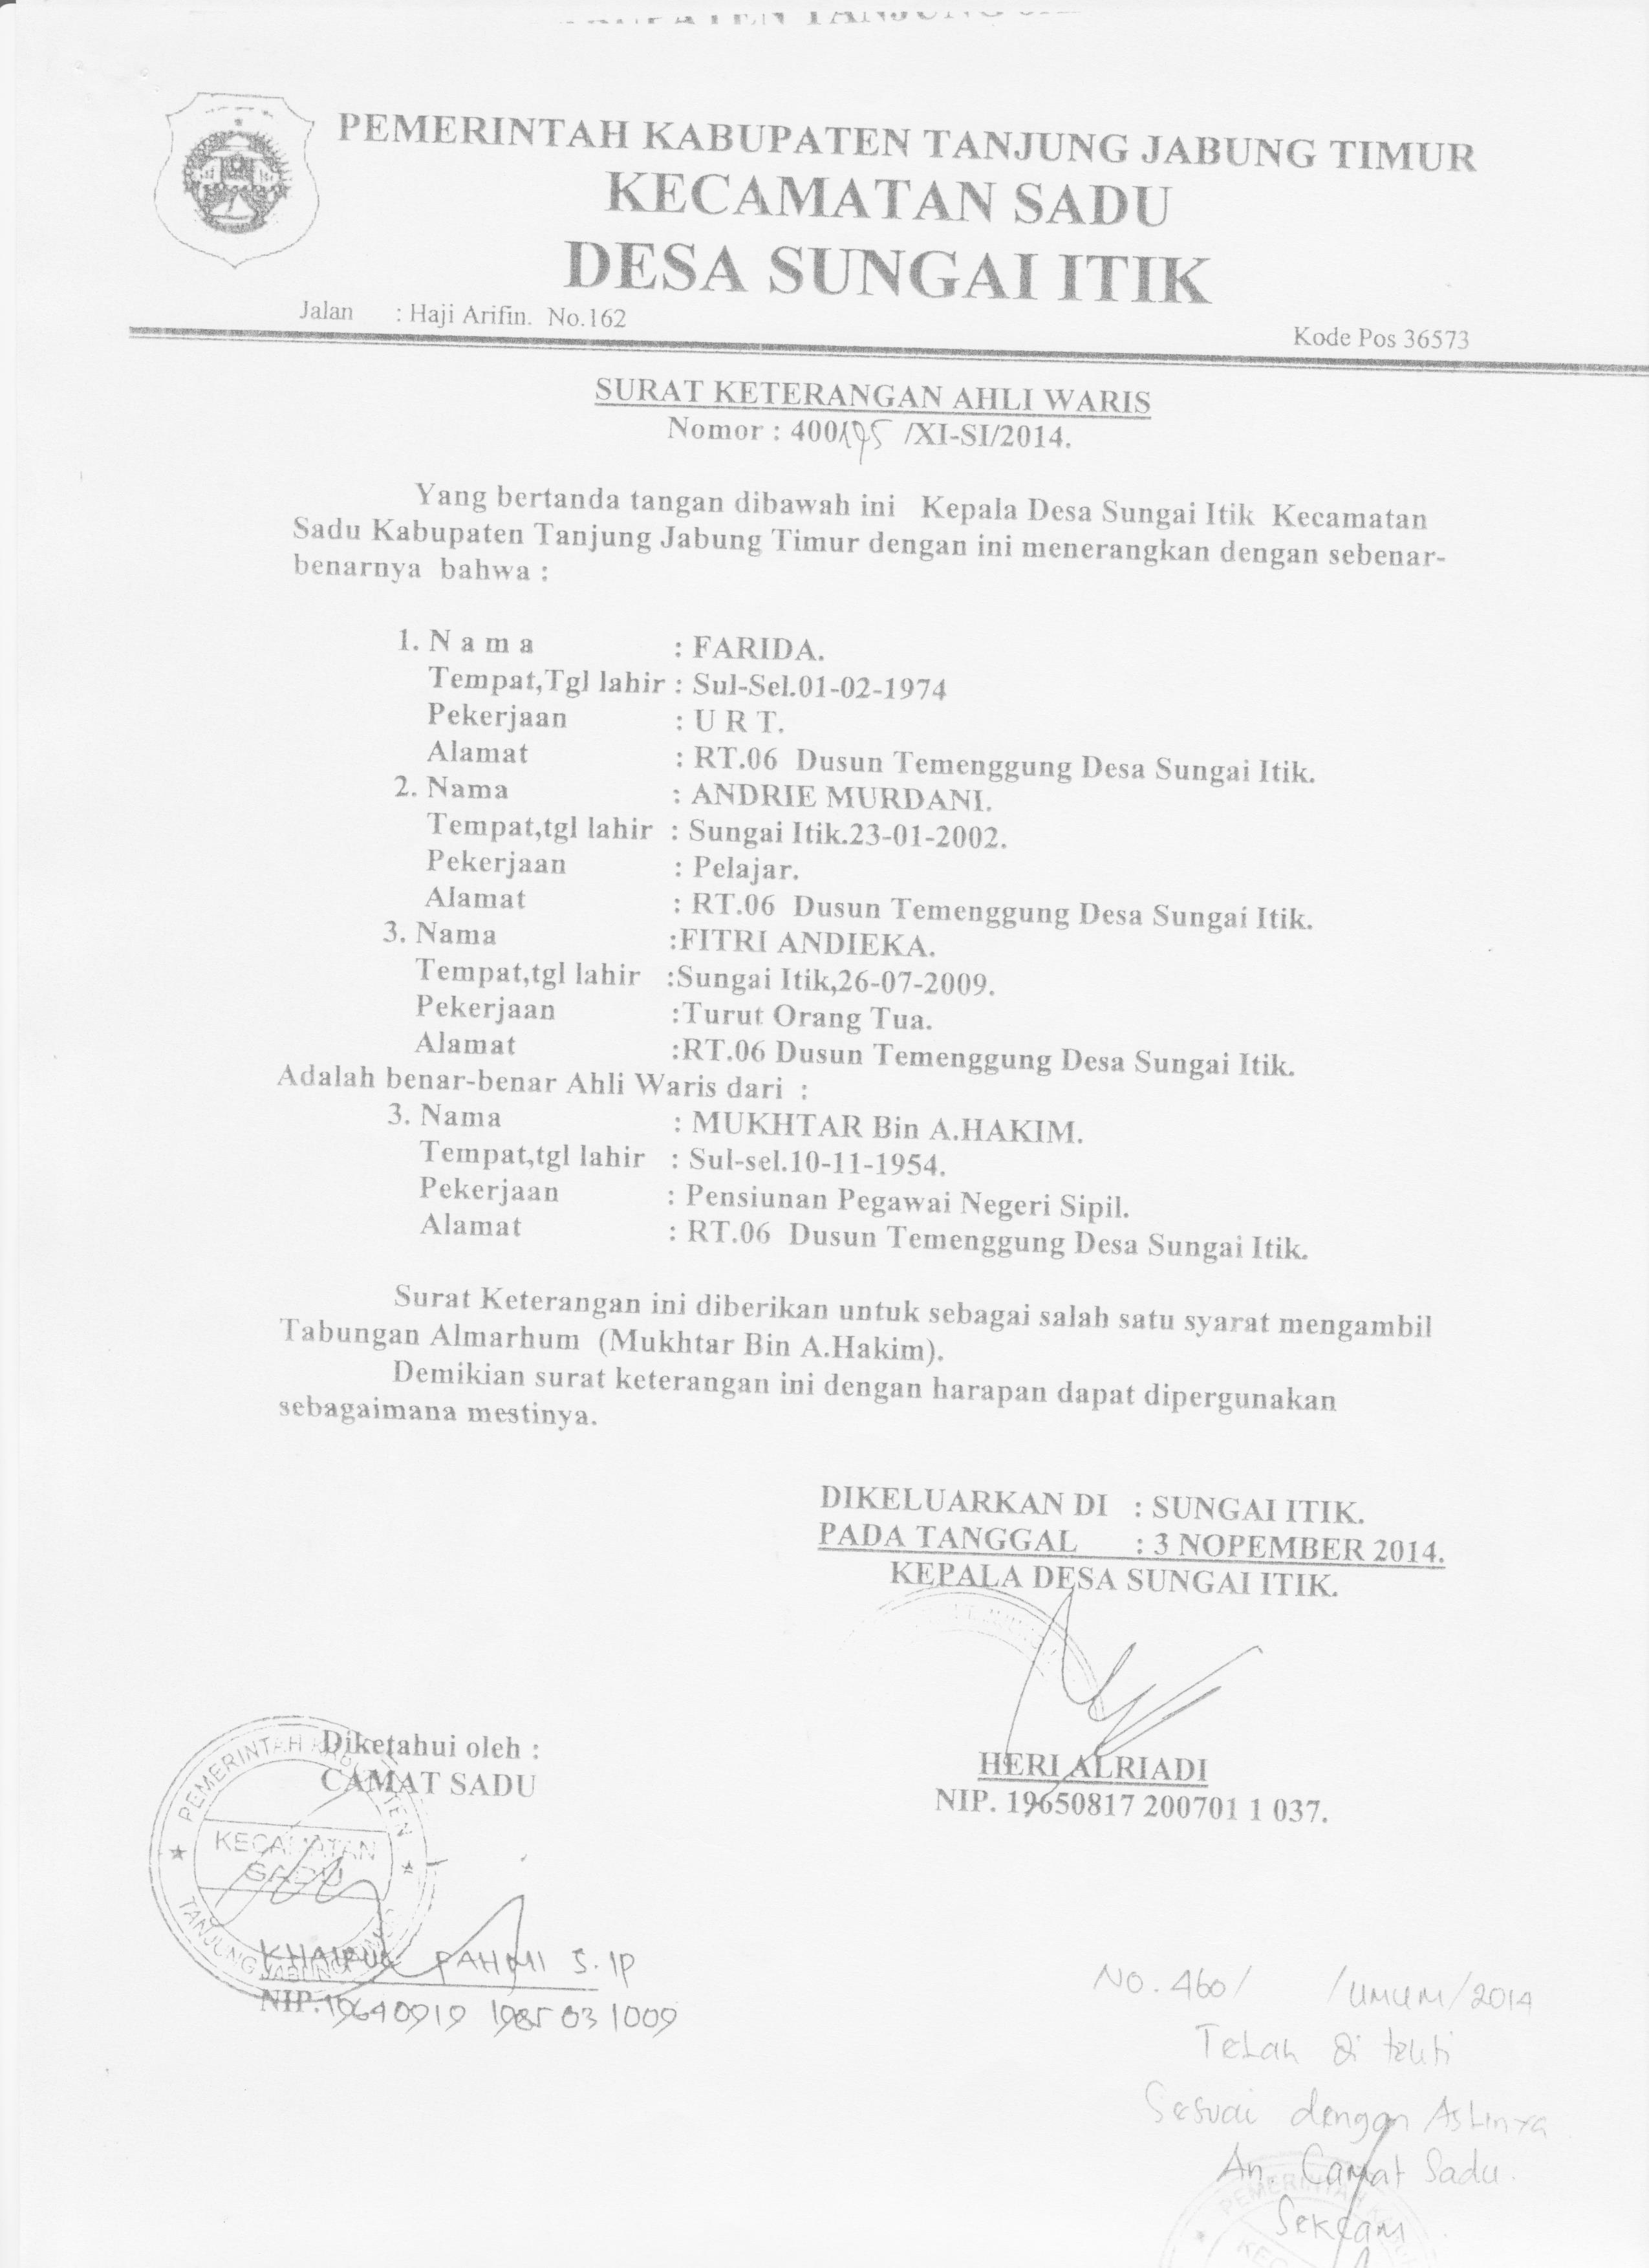 PEMERINTAH KABUPATEN TANJUNG JABUNG TIMUR
KECAMATAN SADU
DESA SUNGAI ITIK
Jalan : Haji Arifin. No.162
Kode Pos 36573
SURAT KETERANGAN AHLI WARIS
Nomor : 400/195 /XI-SI/2014.
Yang bertanda tangan dibawah ini Kepala Desa Sungai Itik Kecamatan
Sadu Kabupaten Tanjung Jabung Timur dengan ini menerangkan dengan sebenar-
benarnya bahwa :
1. N a m a : FARIDA.
Tempat,Tgl lahir : Sul-Sel.01-02-1974
Pekerjaan : U R T.
Alamat : RT.06 Dusun Temenggung Desa Sungai Itik.
2. Nama : ANDRIE MURDANI.
Tempat,tgl lahir : Sungai Itik.23-01-2002.
Pekerjaan : Pelajar.
Alamat : RT.06 Dusun Temenggung Desa Sungai Itik.
3. Nama :FITRI ANDIEKA.
Tempat,tgl lahir :Sungai Itik,26-07-2009.
Pekerjaan :Turut Orang Tua.
Alamat :RT.06 Dusun Temenggung Desa Sungai Itik.
Adalah benar-benar Ahli Waris dari :
3. Nama : MUKHTAR Bin A.HAKIM.
Tempat,tgl lahir : Sul-sel.10-11-1954.
Pekerjaan : Pensiunan Pegawai Negeri Sipil.
Alamat : RT.06 Dusun Temenggung Desa Sungai Itik.
Surat Keterangan ini diberikan untuk sebagai salah satu syarat mengambil
Tabungan Almarhum (Mukhtar Bin A.Hakim).
Demikian surat keterangan ini dengan harapan dapat dipergunakan
sebagaimana mestinya.
DIKELUARKAN DI : SUNGAI ITIK.
PADA TANGGAL : 3 NOPEMBER 2014.
KEPALA DESA SUNGAI ITIK.
HERI ALRIADI
NIP. 19650817 200701 1 037.
Diketahui oleh :
CAMAT SADU
PEMERINTAH KABUPATEN
KECAMATAN
SADU
TANJUNG JABUNG TIMUR
KHAIRUL PAHMI S.IP
NIP.19640919 1985 03 1009
No. 460/ /UMUM/2014
Telah di teliti
Sesuai dengan Aslinya
An. Camat Sadu.
Sekcam
PEMERINTAH